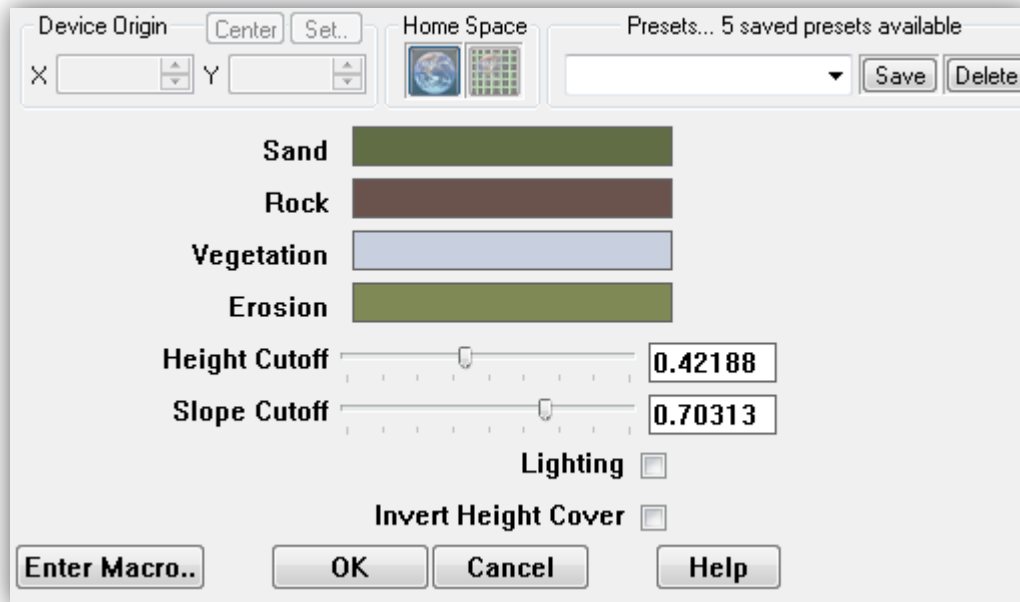 Device Origin Center Set..
X Y
Home Space
Presets... 5 saved presets available
Save Delete
Sand
Rock
Vegetation
Erosion
Height Cutoff 0.42188
Slope Cutoff 0.70313
Lighting
Invert Height Cover
Enter Macro.. OK Cancel Help